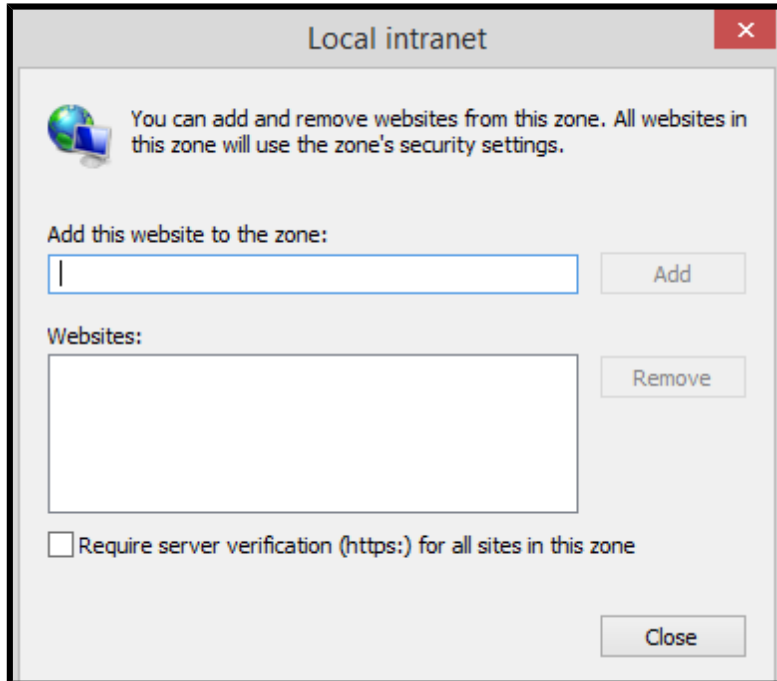 Local intranet
You can add and remove websites from this zone. All websites in
this zone will use the zone's security settings.
Add this website to the zone:
Add
Websites:
Remove
Require server verification (https:) for all sites in this zone
Close